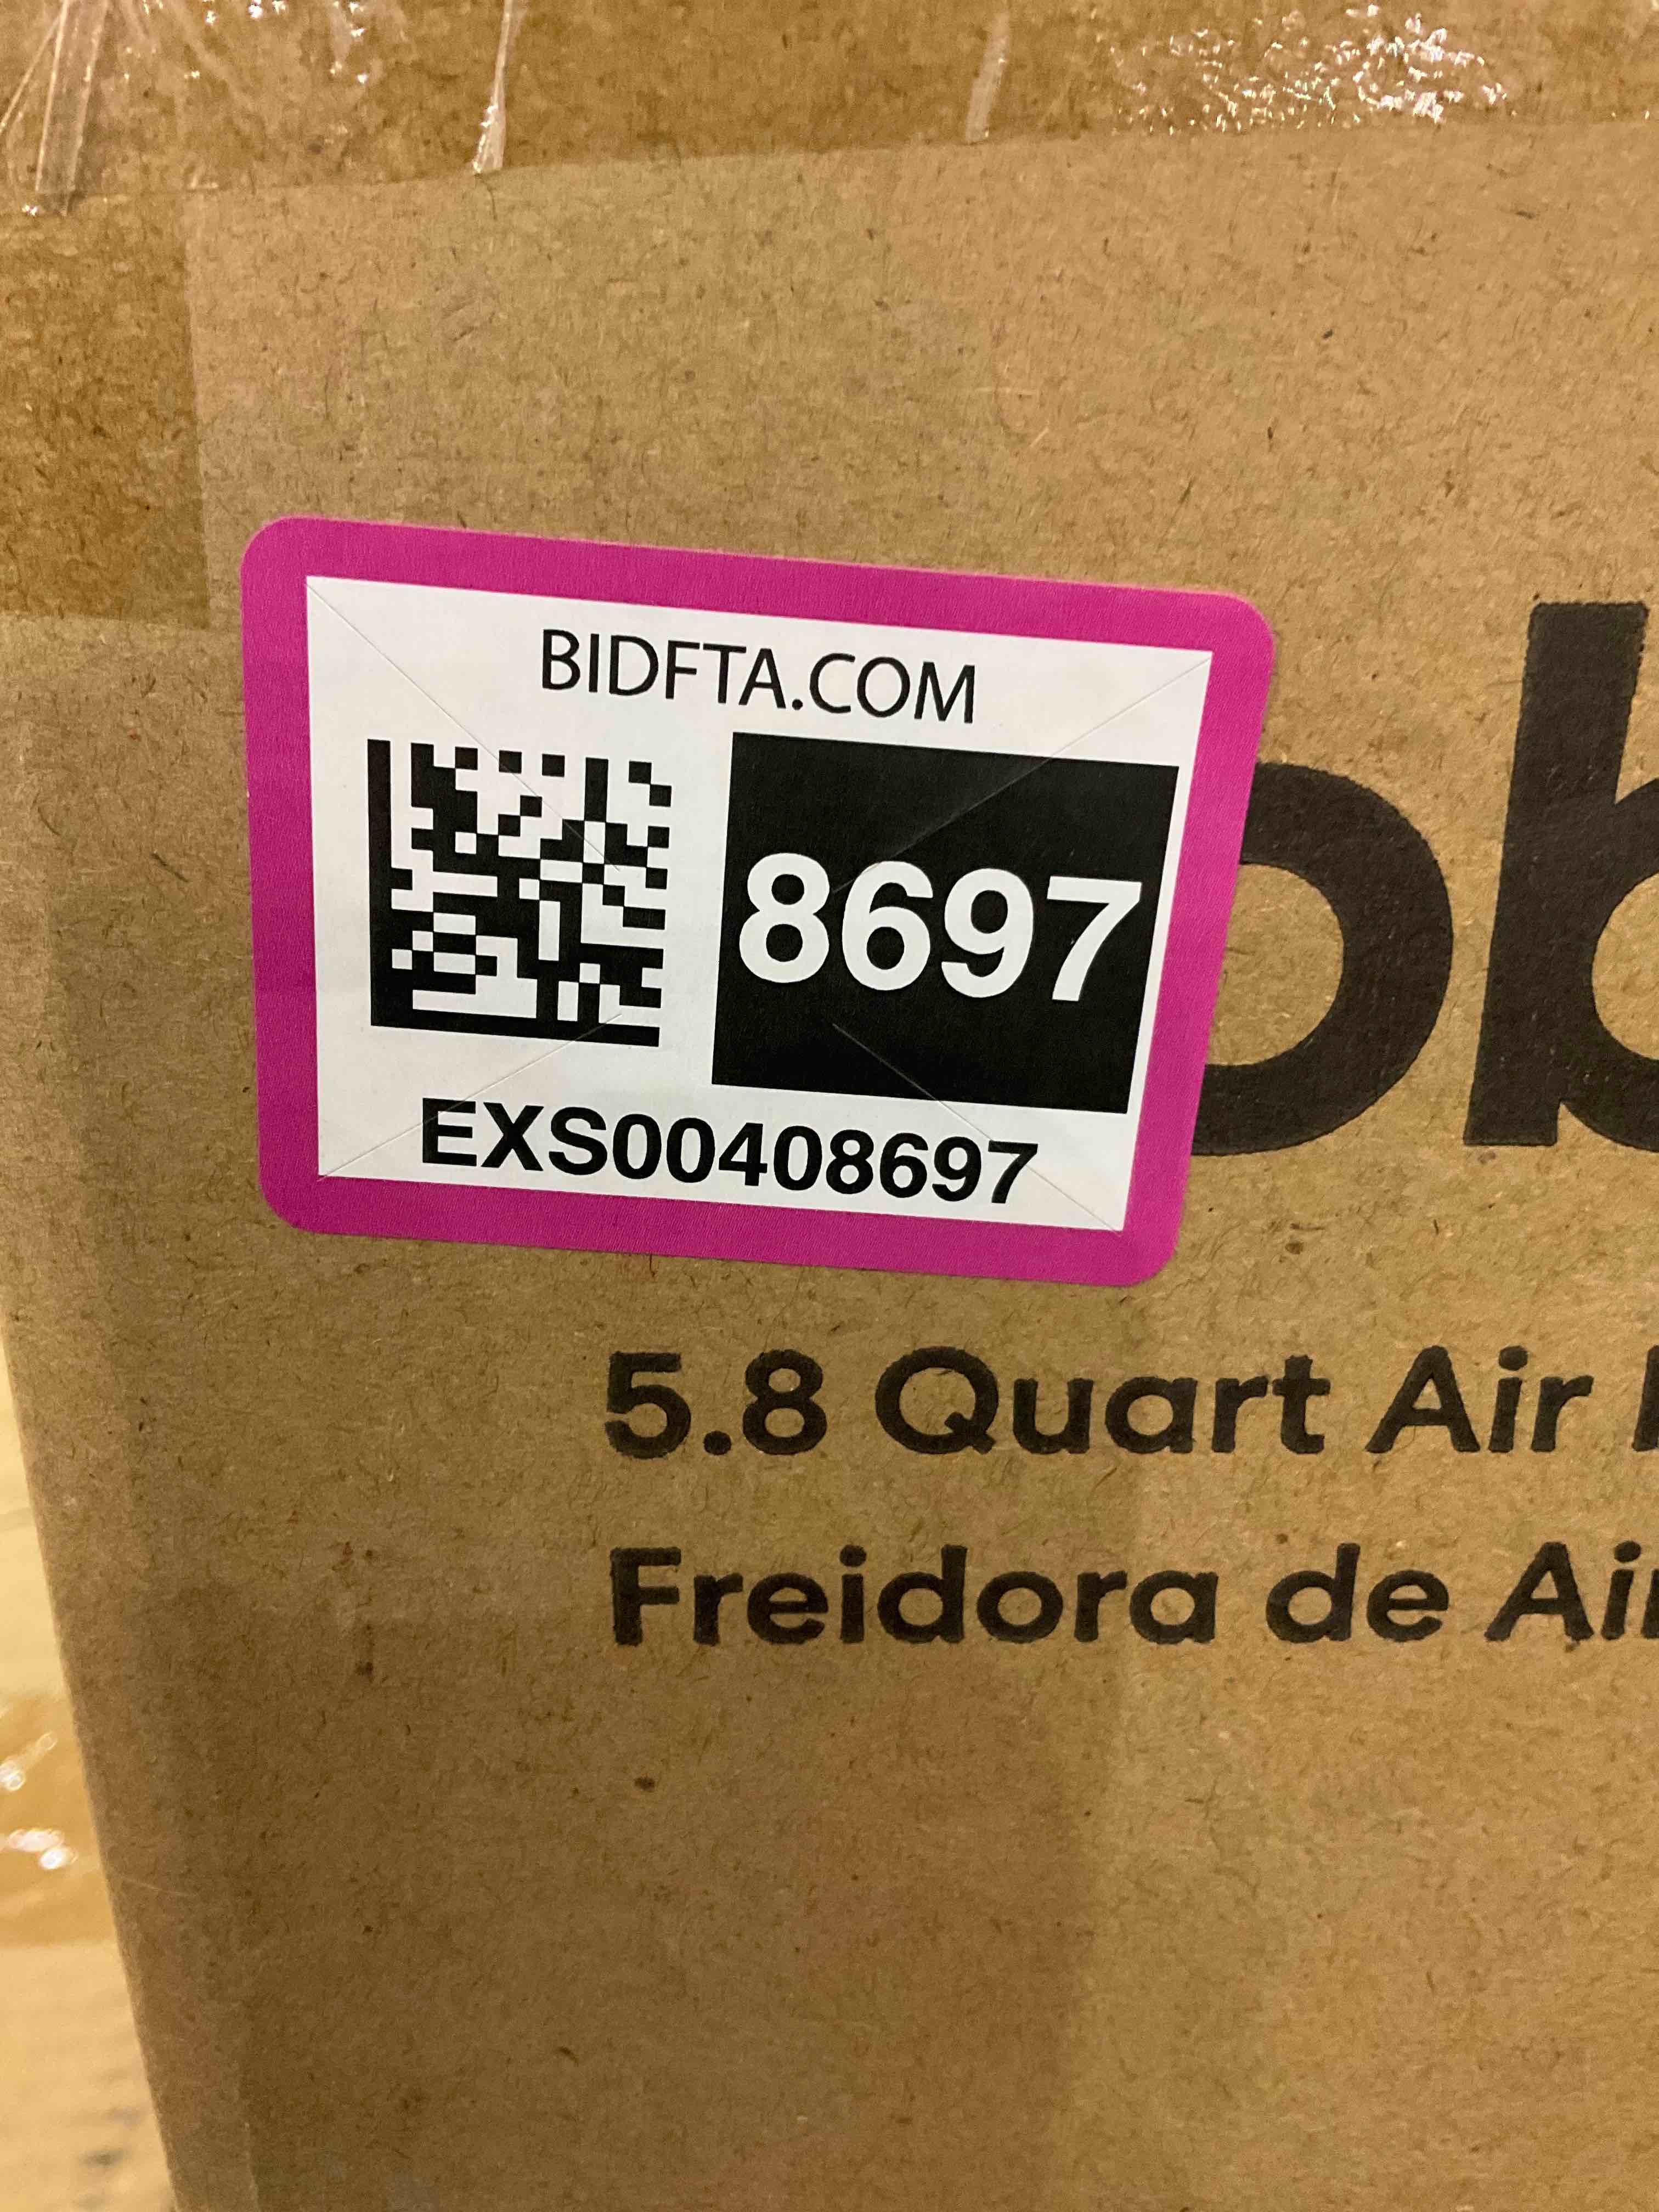 BIDFTA.COM
8697
EXS00408697
5.8 Quart Air
Freidora de